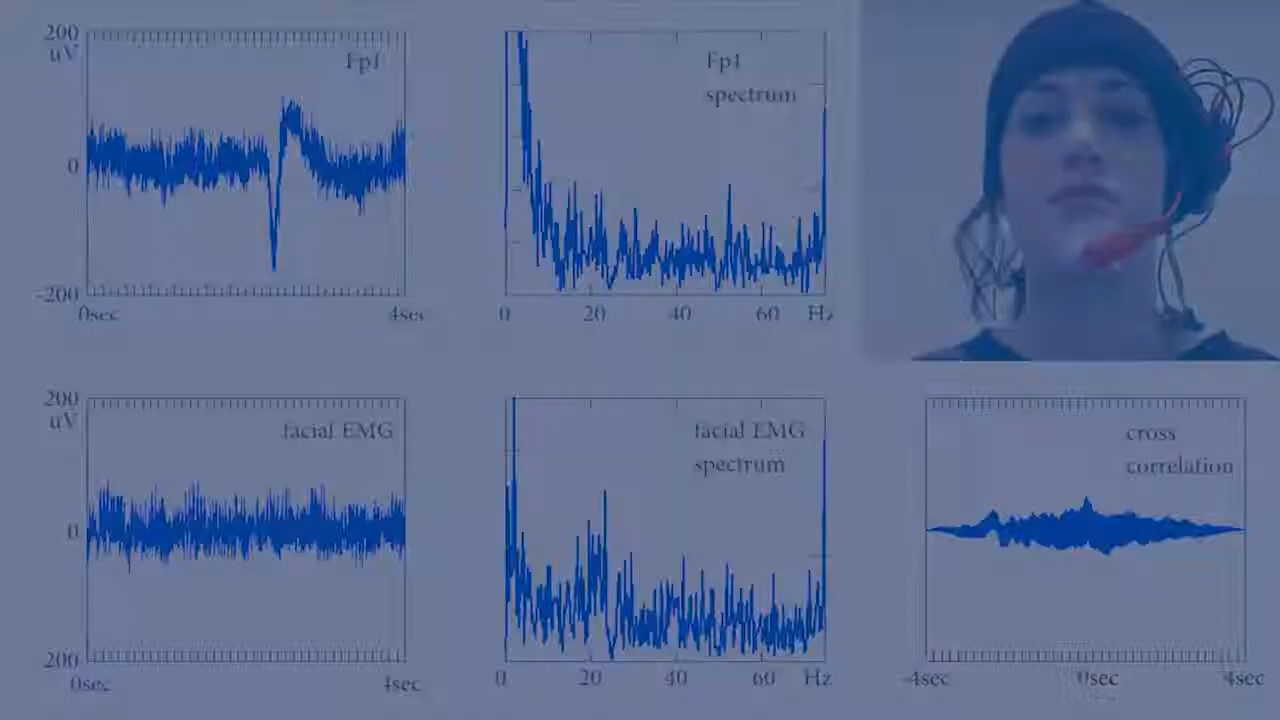 200
uV
Fp1
0
-200
0sec
4sec
Fp1
spectrum
0
20
40
60
Hz
200
uV
facial EMG
0
200
0sec
4sec
facial EMG
spectrum
0
20
40
60
Hz
cross
correlation
-4sec
0sec
4sec